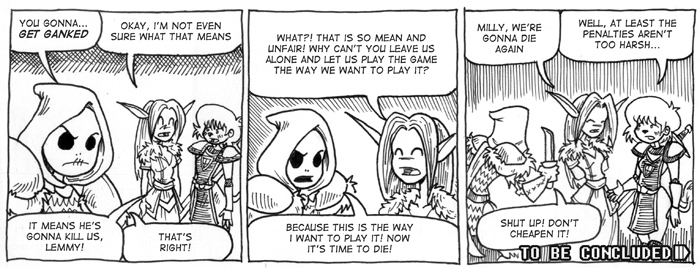 YOU GONNA...
GET GANKED
OKAY, I'M NOT EVEN
SURE WHAT THAT MEANS
IT MEANS HE'S
GONNA KILL US,
LEMMY!
THAT'S
RIGHT!
WHAT?! THAT IS SO MEAN AND
UNFAIR! WHY CAN'T YOU LEAVE US
ALONE AND LET US PLAY THE GAME
THE WAY WE WANT TO PLAY IT?
BECAUSE THIS IS THE WAY
I WANT TO PLAY IT! NOW
IT'S TIME TO DIE!
MILLY, WE'RE
GONNA DIE
AGAIN
WELL, AT LEAST THE
PENALTIES AREN'T
TOO HARSH...
SHUT UP! DON'T
CHEAPEN IT!
TO BE CONCLUDED